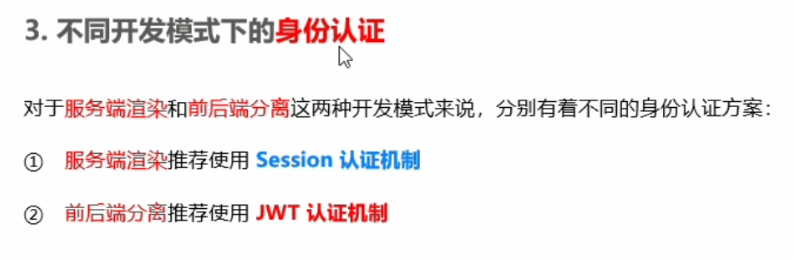 3. 不同开发模式下的身份认证
对于服务端渲染和前后端分离这两种开发模式来说，分别有着不同的身份认证方案：
① 服务端渲染推荐使用 Session 认证机制
② 前后端分离推荐使用 JWT 认证机制